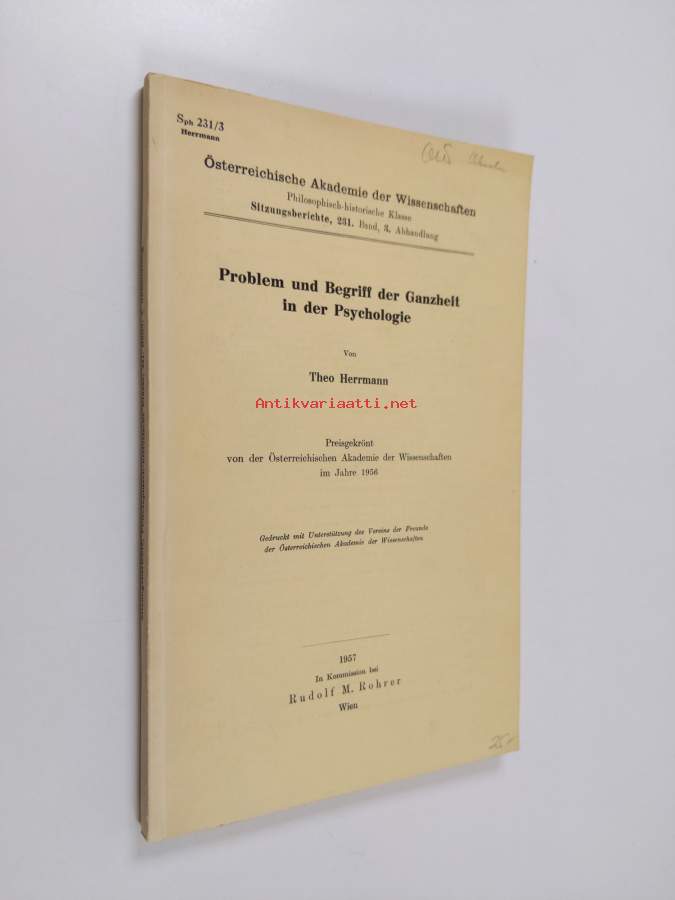 Sph 231/3
Herrmann
Österreichische Akademie der Wissenschaften
Philosophisch-historische Klasse
Sitzungsberichte, 231. Band, 3. Abhandlung
Problem und Begriff der Ganzheit
in der Psychologie
Von
Theo Herrmann
Antikvariaatti.net
Preisgekrönt
von der Österreichischen Akademie der Wissenschaften
im Jahre 1956
Gedruckt mit Unterstützung des Vereins der Freunde
der Österreichischen Akademie der Wissenschaften
1957
In Kommission bei
Rudolf M. Rohrer
Wien
25.-